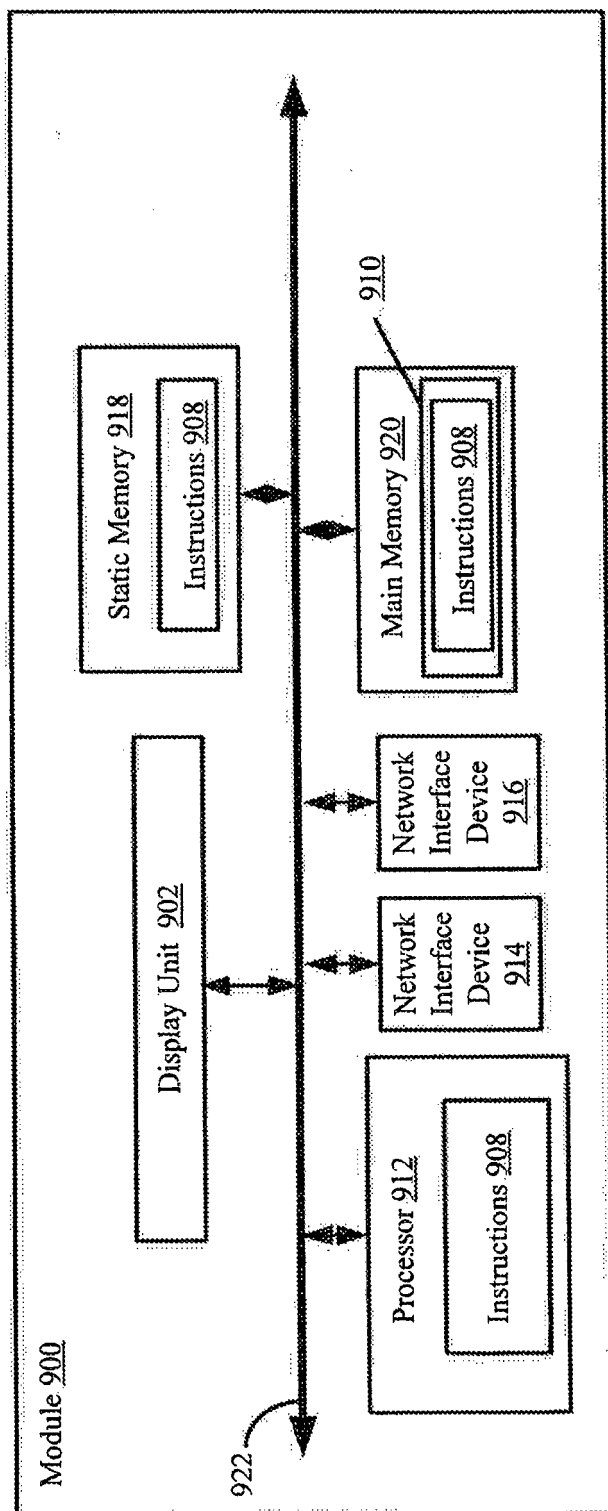 Module 900
922
Display Unit 902
Static Memory 918
Instructions 908
Processor 912
Instructions 908
Network
Interface
Device
914
Network
Interface
Device
916
Main Memory 920
Instructions 908
910